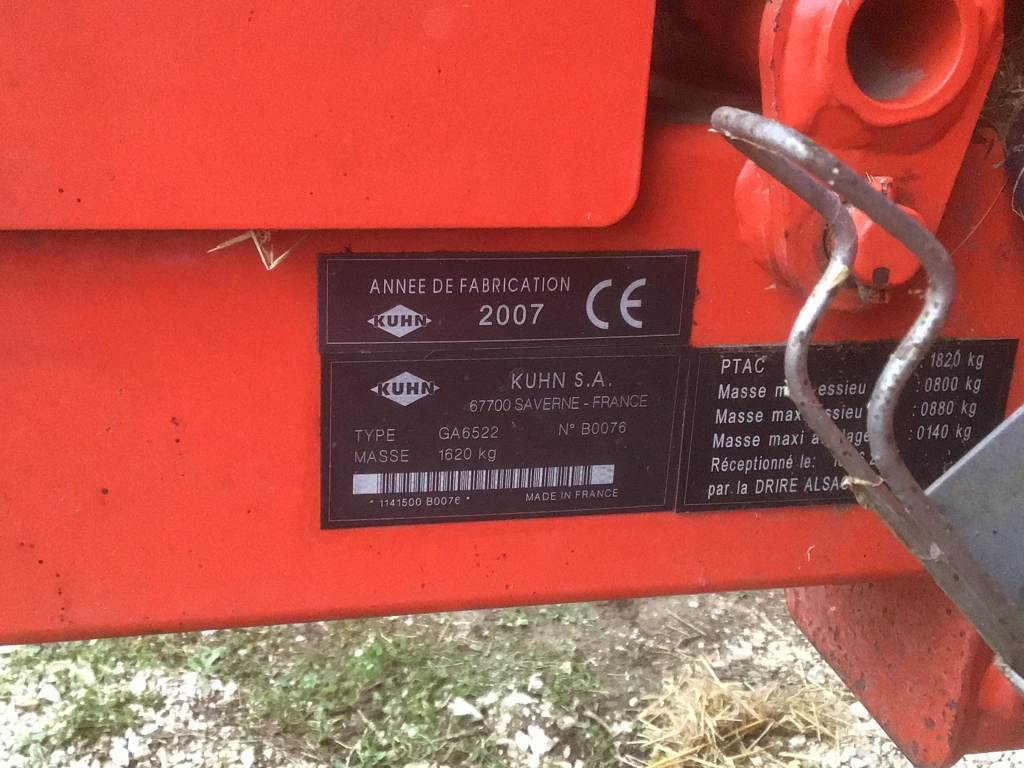 ANNEE DE FABRICATION
KUHN 2007 CE
KUHN KUHN S.A.
67700 SAVERNE - FRANCE
TYPE GA6522 N° B0076
MASSE 1620 kg
* 1141500 B0076 * MADE IN FRANCE
PTAC : 1820 kg
Masse essieu : 0800 kg
Masse max essieu : 0880 kg
Masse maxi : 0140 kg
Réceptionné le:
par la DRIRE